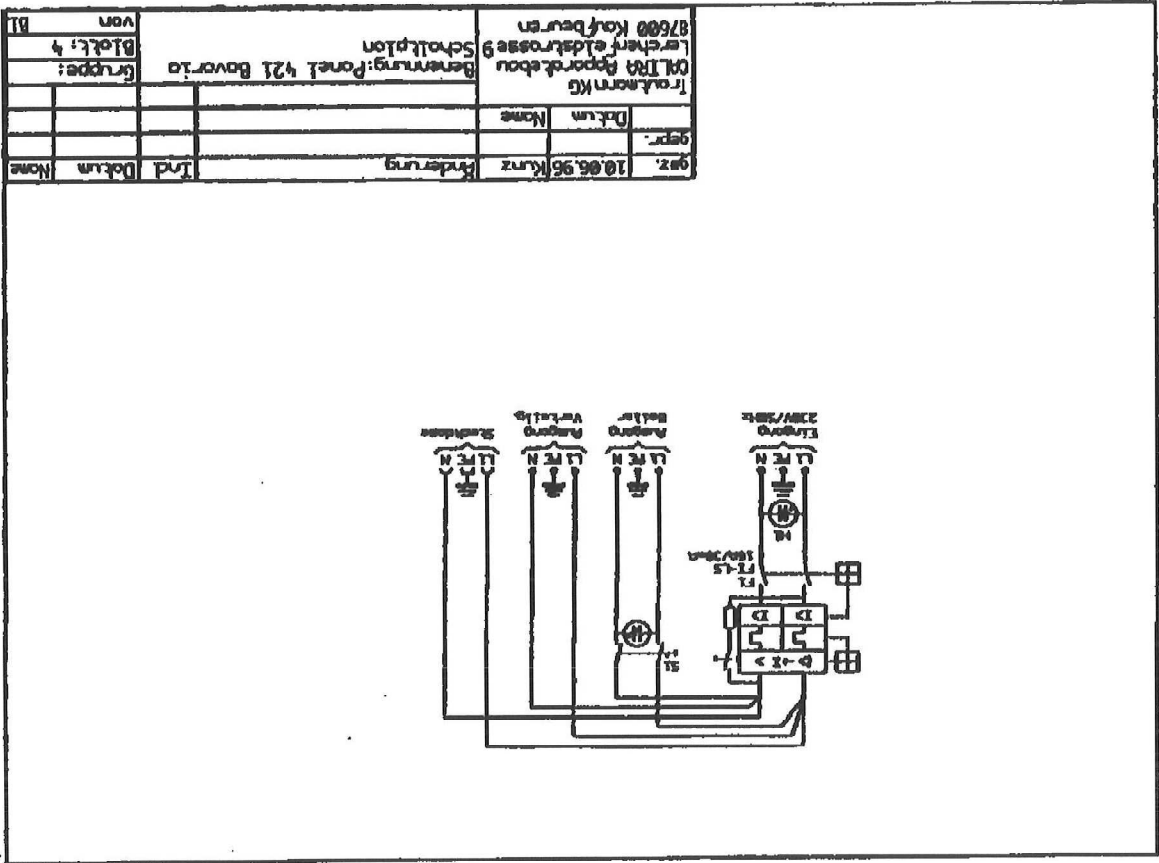 S1
I> I>
F1
FI-LS
16A/30mA
H1
L1 PE N
Eingang
230V/50Hz
L1 PE N
Ausgang
Boiler
L1 PE N
Ausgang
Verteilg
L1 PE N
Steckdose
gez. 10.06.96 Kunz Änderung Ind Datum Name
gepr.
Datum Name
Trautmann KG
CALIRA Apparatebau
Lerchenfeldstrasse 9
87600 Kaufbeuren
Benennung: Panel 421 Bavaria
Schaltplan
Gruppe:
Blatt: 4
von Bl